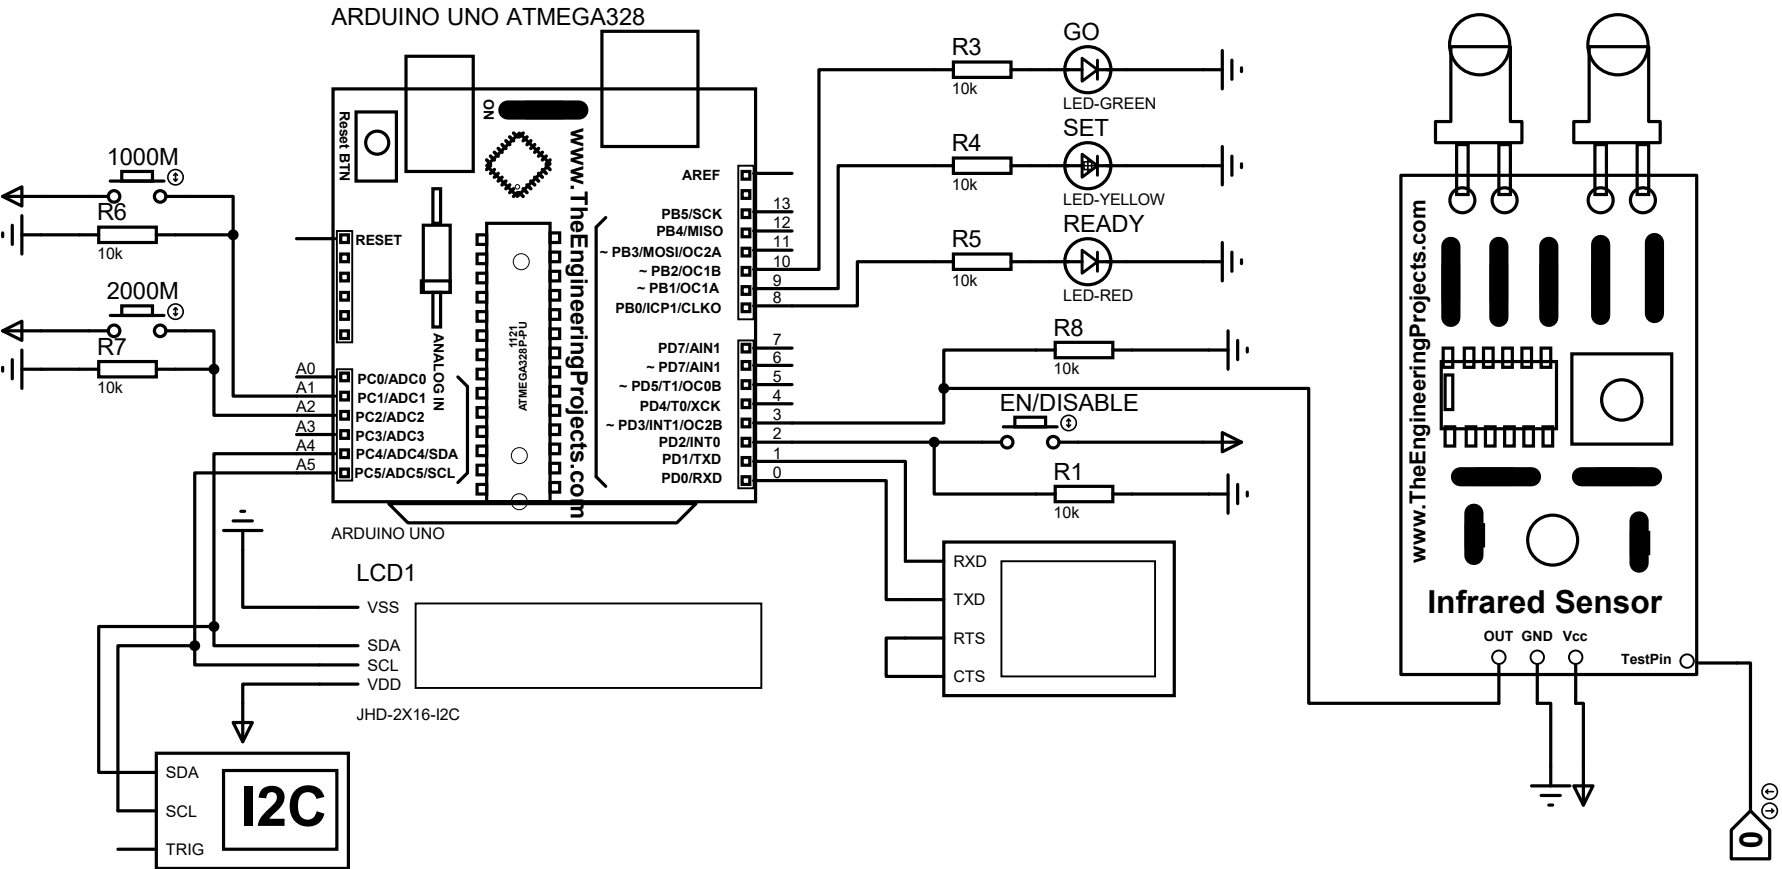 ARDUINO UNO ATMEGA328
ON
Reset BTN
www.TheEngineeringProjects.com
1121
ATMEGA328P-PU
ANALOG IN
RESET
A0 PC0/ADC0
A1 PC1/ADC1
A2 PC2/ADC2
A3 PC3/ADC3
A4 PC4/ADC4/SDA
A5 PC5/ADC5/SCL
AREF
PB5/SCK 13
PB4/MISO 12
~ PB3/MOSI/OC2A 11
~ PB2/OC1B 10
~ PB1/OC1A 9
PB0/ICP1/CLKO 8
PD7/AIN1 7
~ PD7/AIN1 6
~ PD5/T1/OC0B 5
PD4/T0/XCK 4
~ PD3/INT1/OC2B 3
PD2/INT0 2
PD1/TXD 1
PD0/RXD 0
ARDUINO UNO
1000M
R6
10k
2000M
R7
10k
R3
10k
GO
LED-GREEN
R4
10k
SET
LED-YELLOW
R5
10k
READY
LED-RED
R8
10k
EN/DISABLE
R1
10k
RXD
TXD
RTS
CTS
LCD1
VSS
SDA
SCL
VDD
JHD-2X16-I2C
SDA
SCL
TRIG
I2C
www.TheEngineeringProjects.com
Infrared Sensor
OUT GND Vcc
TestPin
0